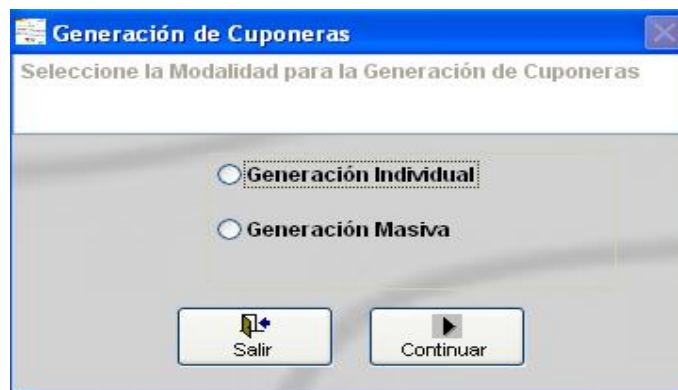 Generación de Cuponeras
Seleccione la Modalidad para la Generación de Cuponeras
Generación Individual
Generación Masiva
Salir
Continuar